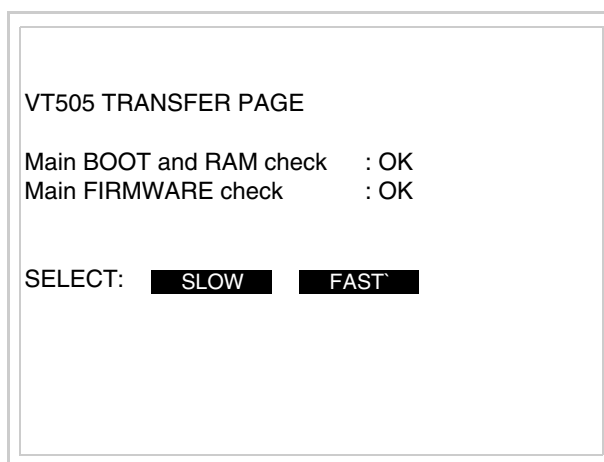 VT505 TRANSFER PAGE
Main BOOT and RAM check : OK
Main FIRMWARE check : OK
SELECT: SLOW FAST`